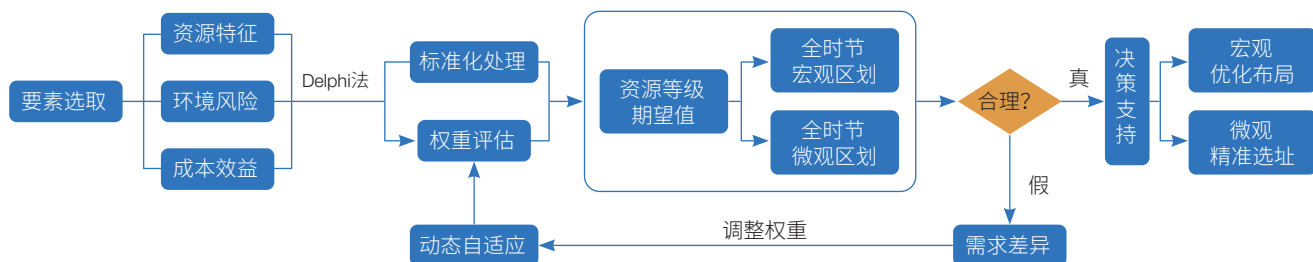 要素选取
资源特征
环境风险
成本效益
Delphi法
标准化处理
权重评估
资源等级
期望值
全时节
宏观区划
全时节
微观区划
合理？
真
假
决
策
支
持
宏观
优化布局
微观
精准选址
需求差异
调整权重
动态自适应